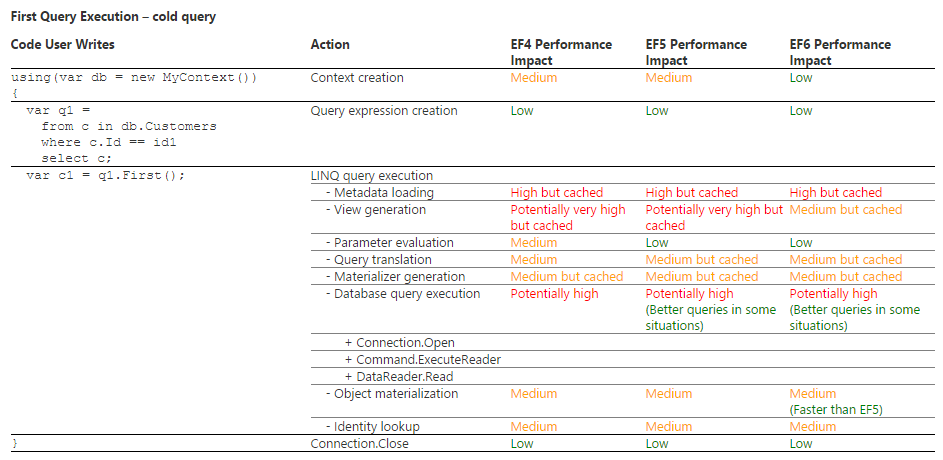 First Query Execution – cold query
Code User Writes Action EF4 Performance Impact EF5 Performance Impact EF6 Performance Impact
using(var db = new MyContext()) Context creation Medium Medium Low
{
var q1 = Query expression creation Low Low Low
from c in db.Customers
where c.Id == id1
select c;
var c1 = q1.First(); LINQ query execution
- Metadata loading High but cached High but cached High but cached
- View generation Potentially very high but cached Potentially very high but cached Medium but cached
- Parameter evaluation Medium Low Low
- Query translation Medium Medium but cached Medium but cached
- Materializer generation Medium but cached Medium but cached Medium but cached
- Database query execution Potentially high Potentially high (Better queries in some situations) Potentially high (Better queries in some situations)
+ Connection.Open
+ Command.ExecuteReader
+ DataReader.Read
- Object materialization Medium Medium Medium (Faster than EF5)
- Identity lookup Medium Medium Medium
} Connection.Close Low Low Low